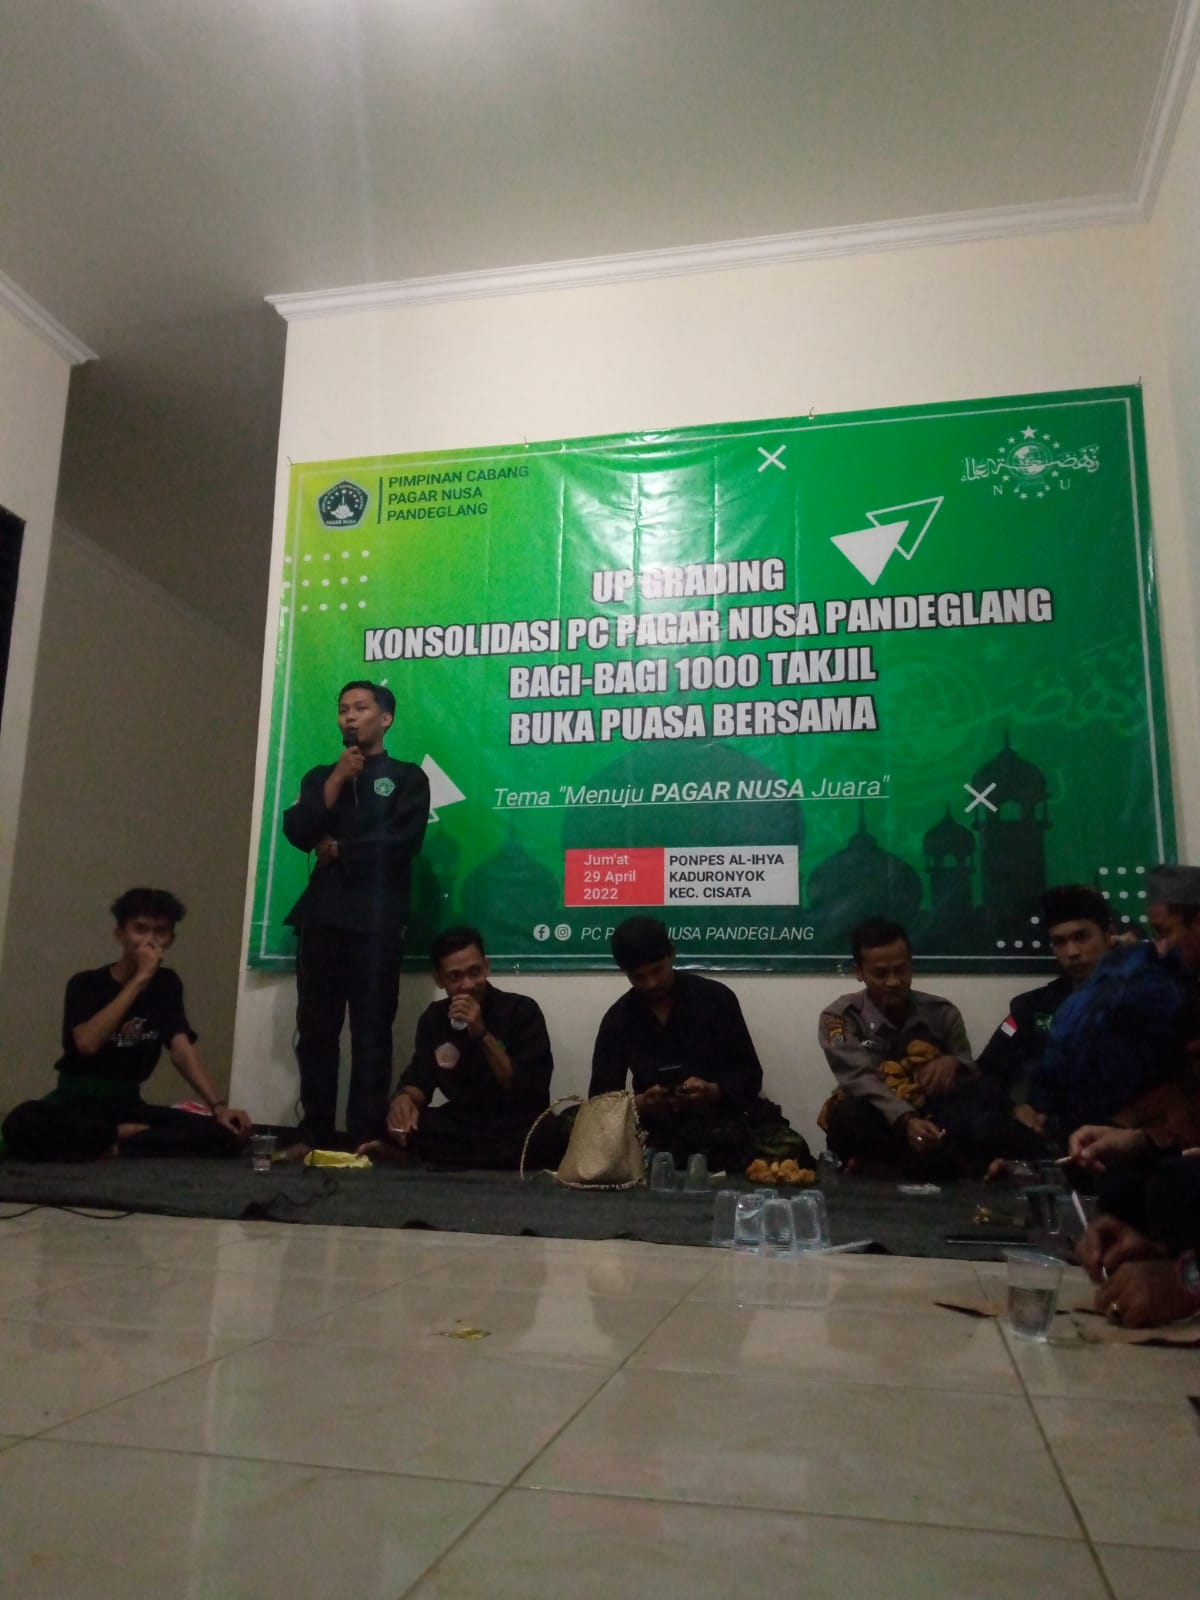 PIMPINAN CABANG
PAGAR NUSA
PANDEGLANG
PAGAR NUSA
N U
UP GRADING
KONSOLIDASI PC PAGAR NUSA PANDEGLANG
BAGI-BAGI 1000 TAKJIL
BUKA PUASA BERSAMA
Tema "Menuju PAGAR NUSA Juara"
Jum'at
29 April
2022
PONPES AL-IHYA
KADURONYOK
KEC. CISATA
PC PANDEGLANG